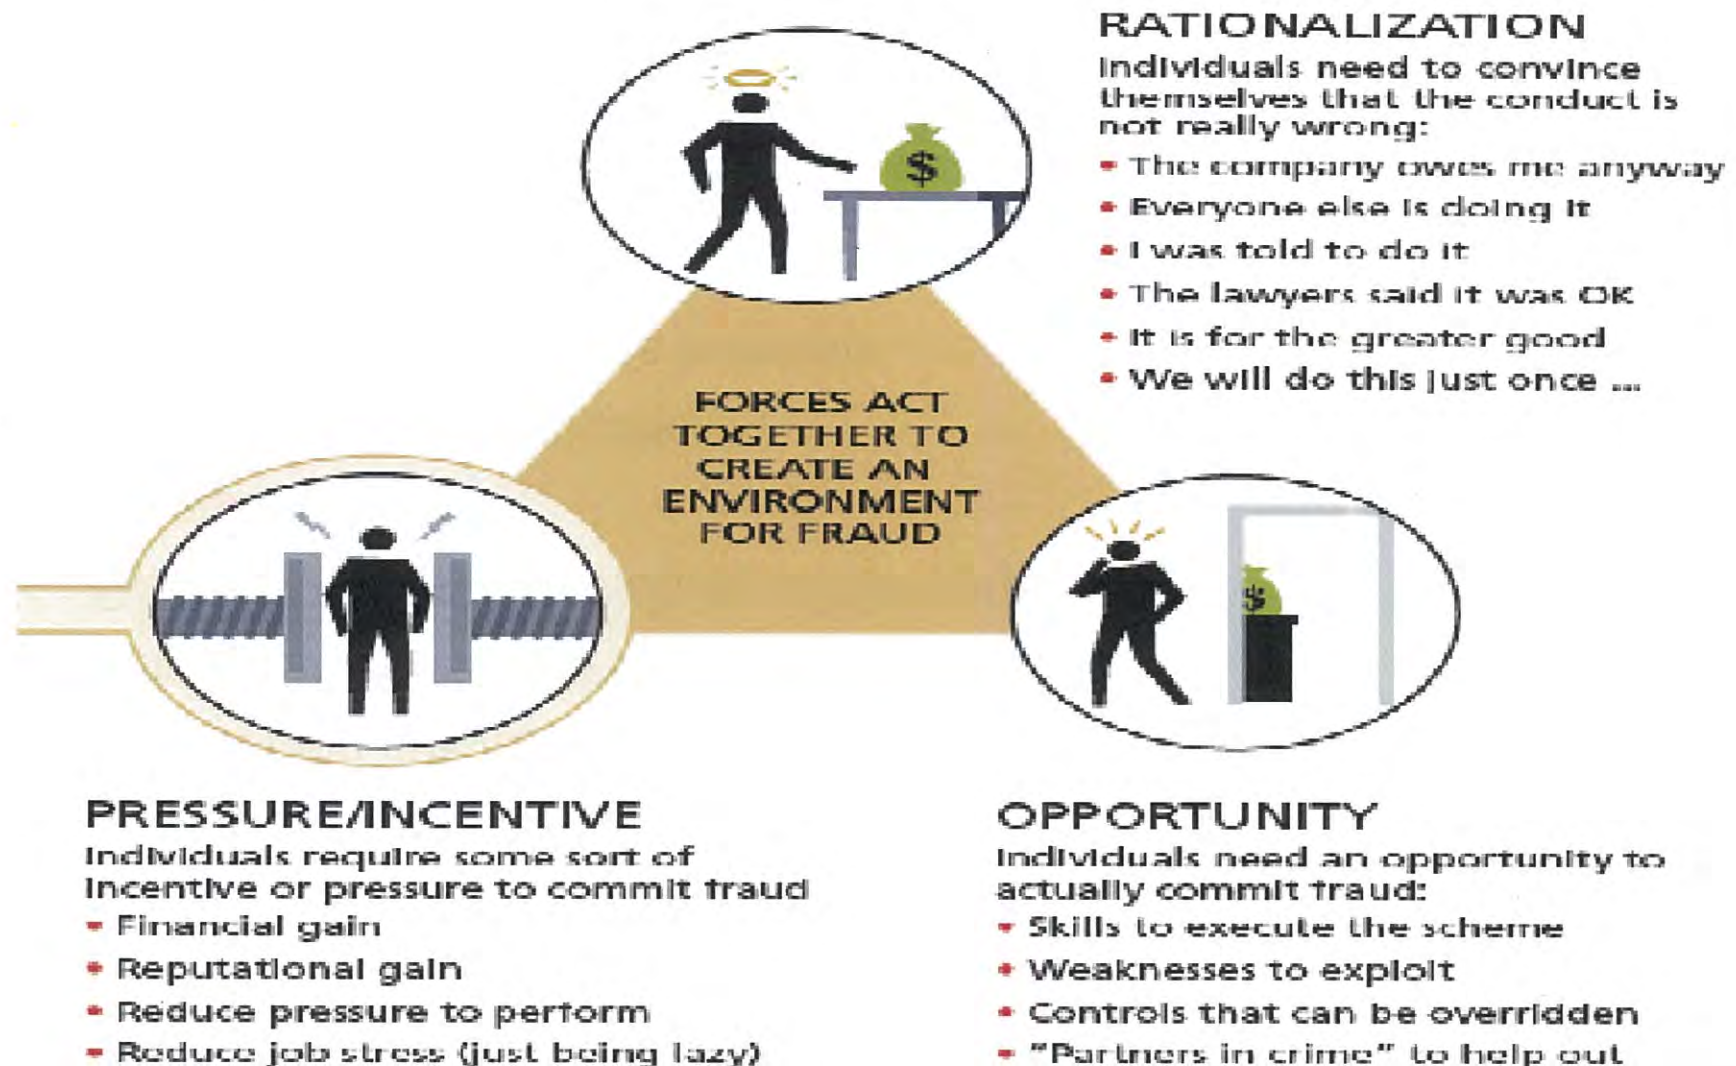 RATIONALIZATION
Individuals need to convince
themselves that the conduct is
not really wrong:
• The company owes me anyway
• Everyone else is doing it
• I was told to do it
• The lawyers said it was OK
• It is for the greater good
• We will do this just once ...
$
FORCES ACT
TOGETHER TO
CREATE AN
ENVIRONMENT
FOR FRAUD
$
PRESSURE/INCENTIVE
Individuals require some sort of
incentive or pressure to commit fraud
• Financial gain
• Reputational gain
• Reduce pressure to perform
• Reduce job stress (just being lazy)
OPPORTUNITY
Individuals need an opportunity to
actually commit fraud:
• Skills to execute the scheme
• Weaknesses to exploit
• Controls that can be overridden
• "Partners in crime" to help out